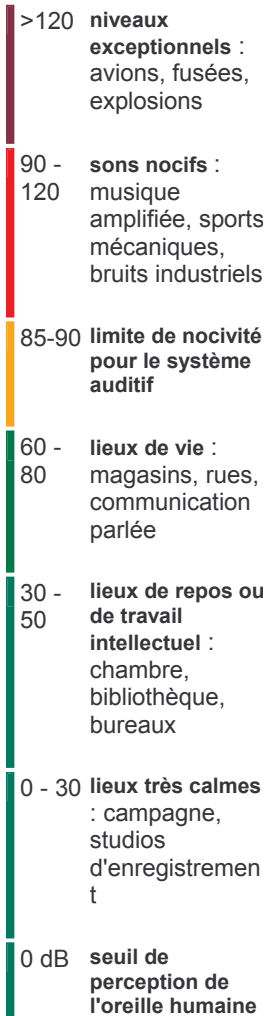 >120 niveaux
exceptionnels :
avions, fusées,
explosions
90 - sons nocifs :
120 musique
amplifiée, sports
mécaniques,
bruits industriels
85-90 limite de nocivité
pour le système
auditif
60 - lieux de vie :
80 magasins, rues,
communication
parlée
30 - lieux de repos ou
50 de travail
intellectuel :
chambre,
bibliothèque,
bureaux
0 - 30 lieux très calmes
: campagne,
studios
d'enregistremen
t
0 dB seuil de
perception de
l'oreille humaine